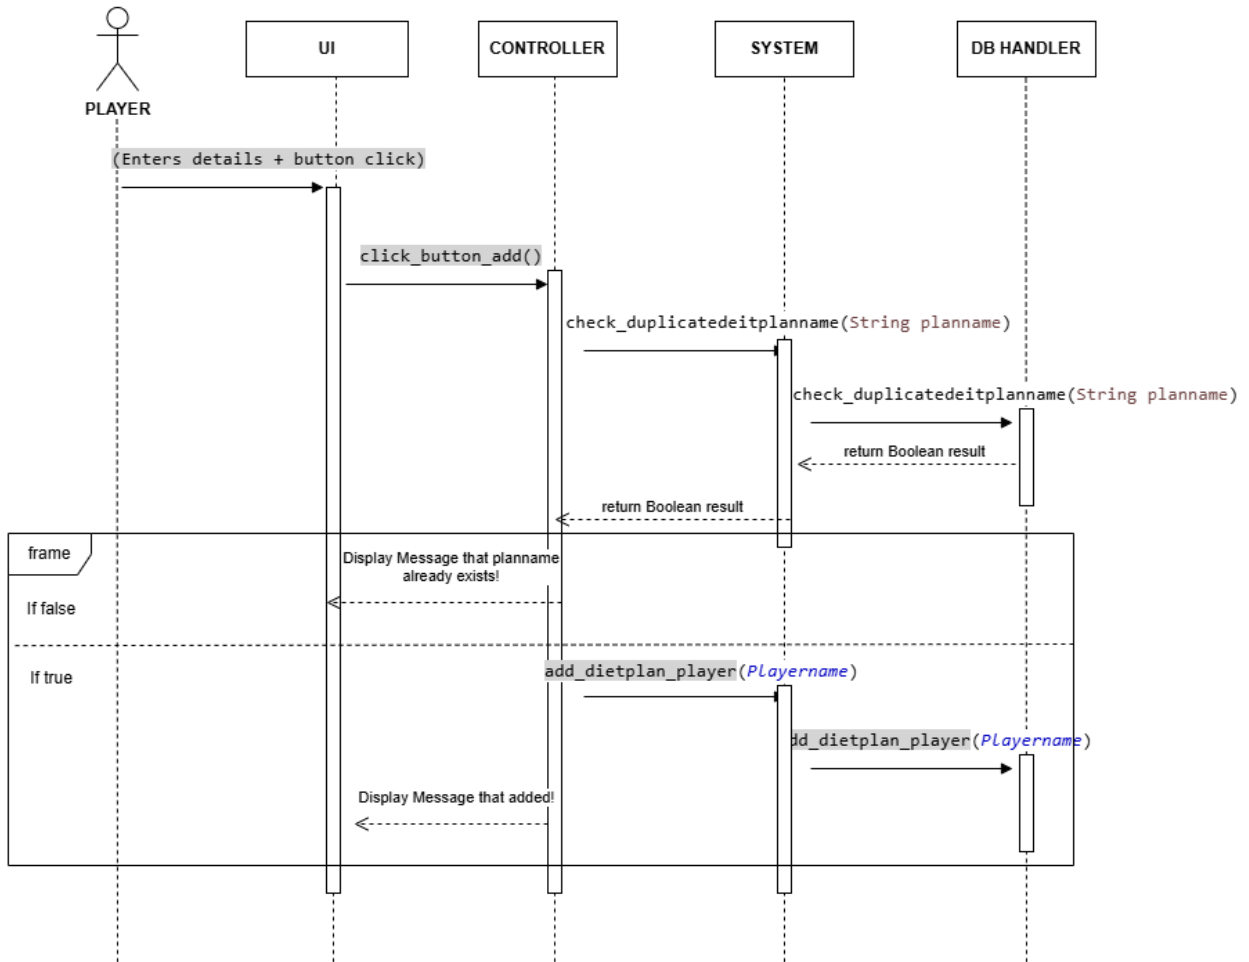 PLAYER
UI
CONTROLLER
SYSTEM
DB HANDLER
(Enters details + button click)
click_button_add()
check_duplicatedeitplanname(String planname)
check_duplicatedeitplanname(String planname)
return Boolean result
return Boolean result
frame
Display Message that planname
already exists!
If false
If true
add_dietplan_player(Playername)
dd_dietplan_player(Playername)
Display Message that added!